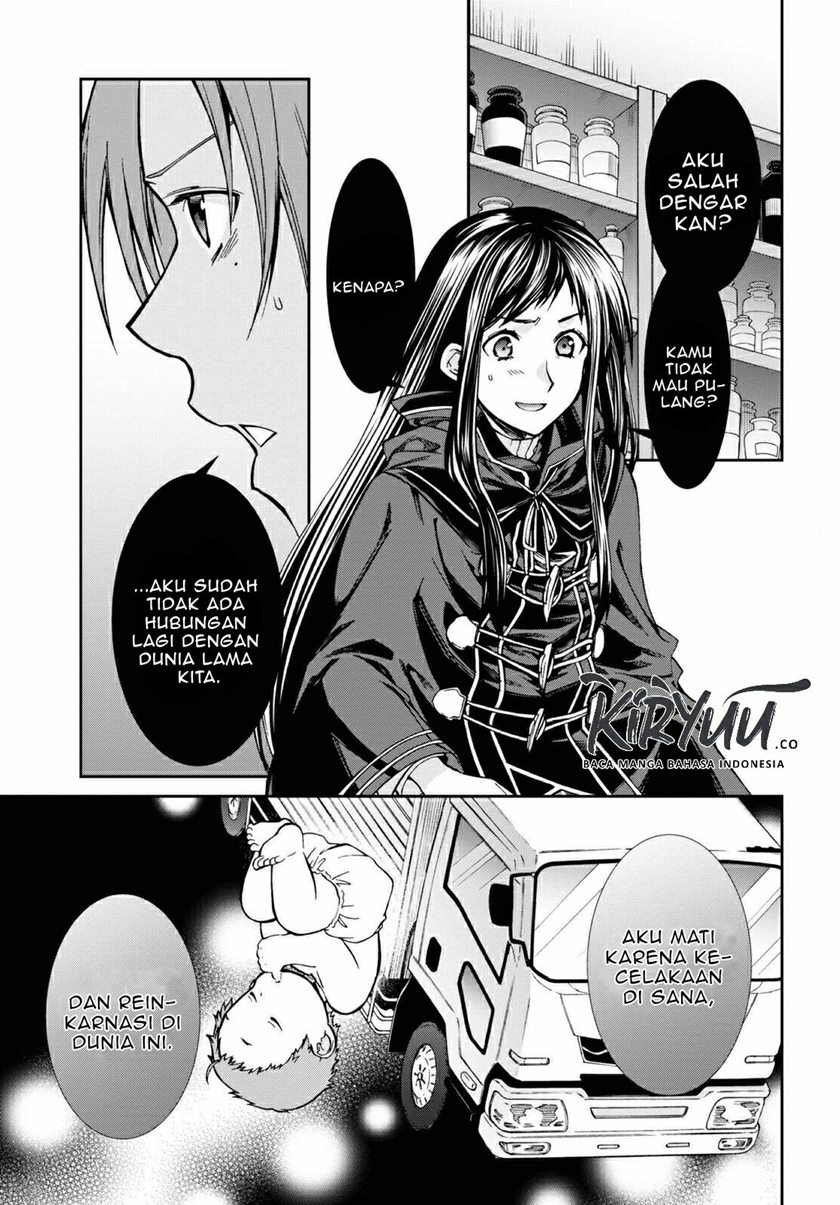 AKU
SALAH
DENGAR
KAN?
KAMU
TIDAK
MAU PU-
LANG?
KENAPA?
...AKU SUDAH
TIDAK ADA
HUBUNGAN
LAGI DENGAN
DUNIA LAMA
KITA.
KIRYUU.CO
BACA MANGA BAHASA INDONESIA
AKU MATI
KARENA KE-
CELAKAAN
DI SANA,
DAN REIN-
KARNASI DI
DUNIA INI.